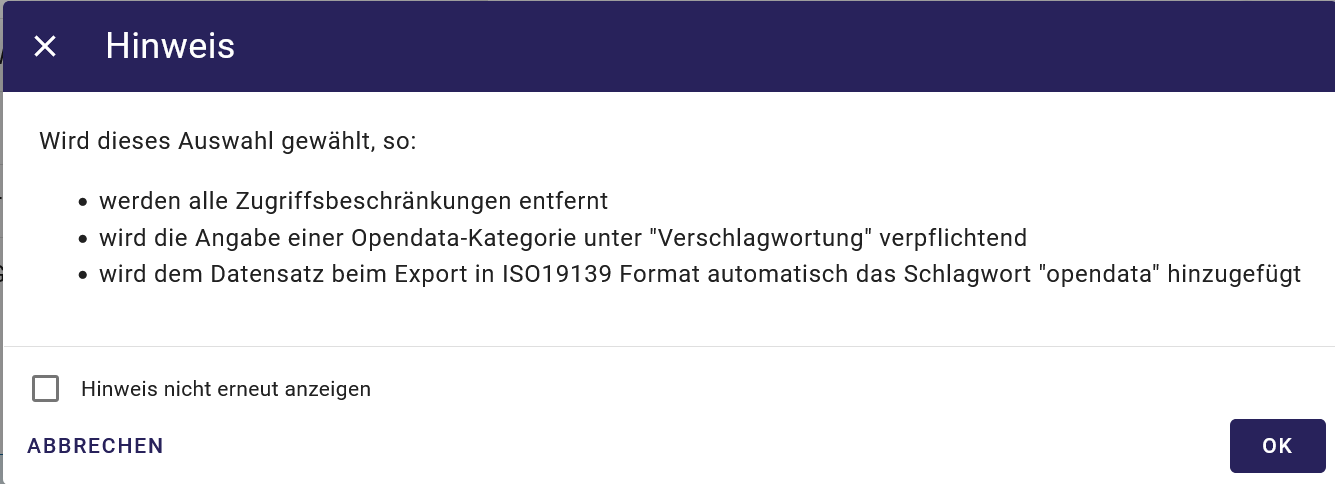 Hinweis
Wird dieses Auswahl gewählt, so:
• werden alle Zugriffsbeschränkungen entfernt
• wird die Angabe einer Opendata-Kategorie unter "Verschlagwortung" verpflichtend
• wird dem Datensatz beim Export in ISO19139 Format automatisch das Schlagwort "opendata" hinzugefügt
Hinweis nicht erneut anzeigen
ABBRECHEN
OK